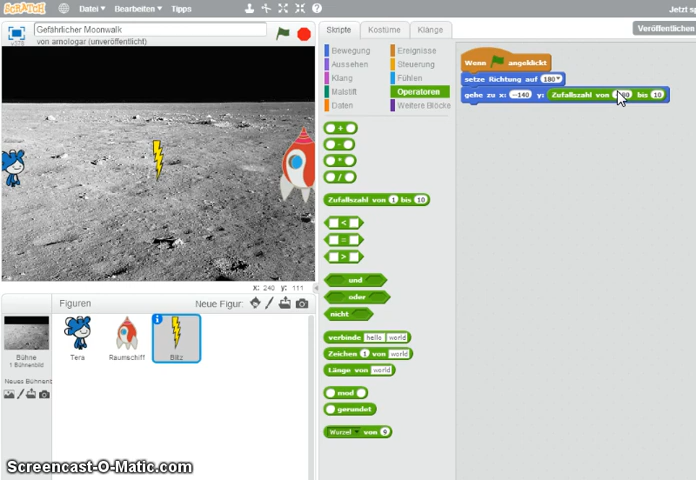 SCRATCH Datei▼ Bearbeiten▼ Tipps Jetzt sp
Gefährlicher Moonwalk
von arnologar (unveröffentlicht)
Skripte Kostüme Klänge Veröffentlichen
Bewegung Ereignisse
Aussehen Steuerung
Klang Fühlen
Malstift Operatoren
Daten Weitere Blöcke
Wenn angeklickt
setze Richtung auf 180▼
gehe zu x: -140 y: Zufallszahl von bis 10
+
-
*
/
Zufallszahl von 1 bis 10
<
=
>
und
oder
nicht
verbinde hello world
Zeichen 1 von world
Länge von world
mod
gerundet
Wurzel▼ von 9
x: 240 y: 111
Figuren Neue Figur:
Bühne
1 Bühnenbild
Tera Raumschiff Blitz
Neues Bühnenb
Screencast-O-Matic.com